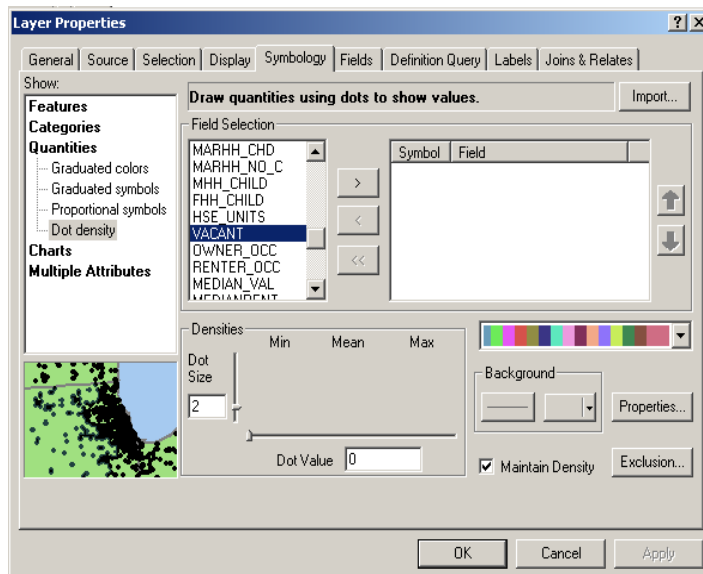 Layer Properties
General Source Selection Display Symbology Fields Definition Query Labels Joins & Relates
Show:
Features
Categories
Quantities
Graduated colors
Graduated symbols
Proportional symbols
Dot density
Charts
Multiple Attributes
Draw quantities using dots to show values.
Import...
Field Selection
MARHH_CHD
MARHH_NO_C
MHH_CHILD
FHH_CHILD
HSE_UNITS
VACANT
OWNER_OCC
RENTER_OCC
MEDIAN_VAL
MEDIANRENT
>
<
<<
Symbol Field
Densities
Min Mean Max
Dot
Size
2
Dot Value 0
Background
Properties...
Maintain Density
Exclusion...
OK Cancel Apply